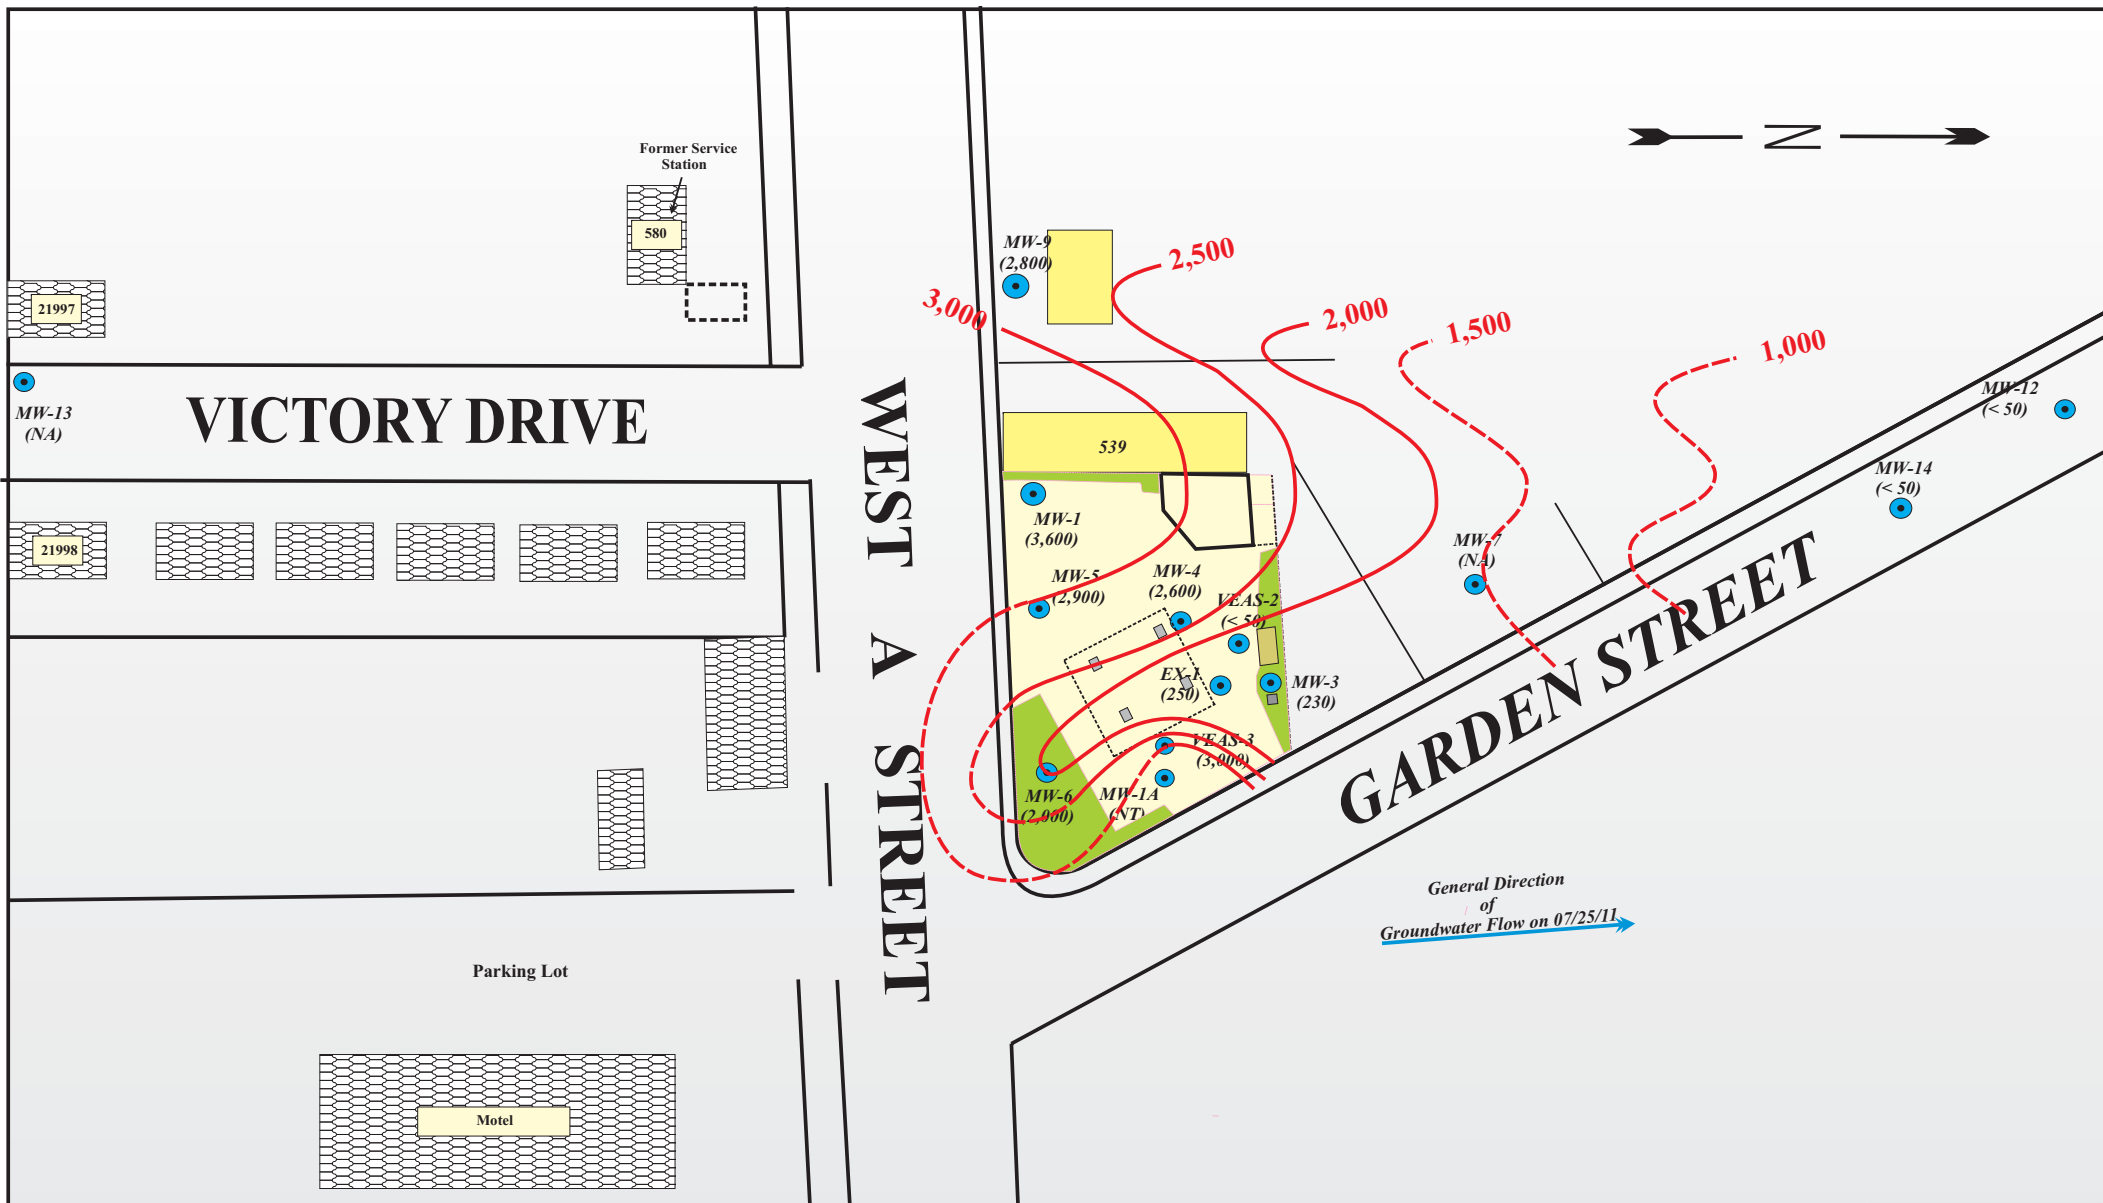 Former Service
Station
580
21997
MW-13
(NA)
VICTORY DRIVE
21998
WEST A STREET
MW-9
(2,800)
3,000
2,500
2,000
1,500
1,000
N
539
MW-1
(3,600)
MW-5
(2,900)
MW-4
(2,600)
VEAS-2
(< 50)
EX-1
(250)
MW-3
(230)
VEAS-3
(3,000)
MW-6
(2,000)
MW-1A
(NT)
MW-7
(NA)
MW-12
(< 50)
MW-14
(< 50)
GARDEN STREET
General Direction
of
Groundwater Flow on 07/25/11
Parking Lot
Motel